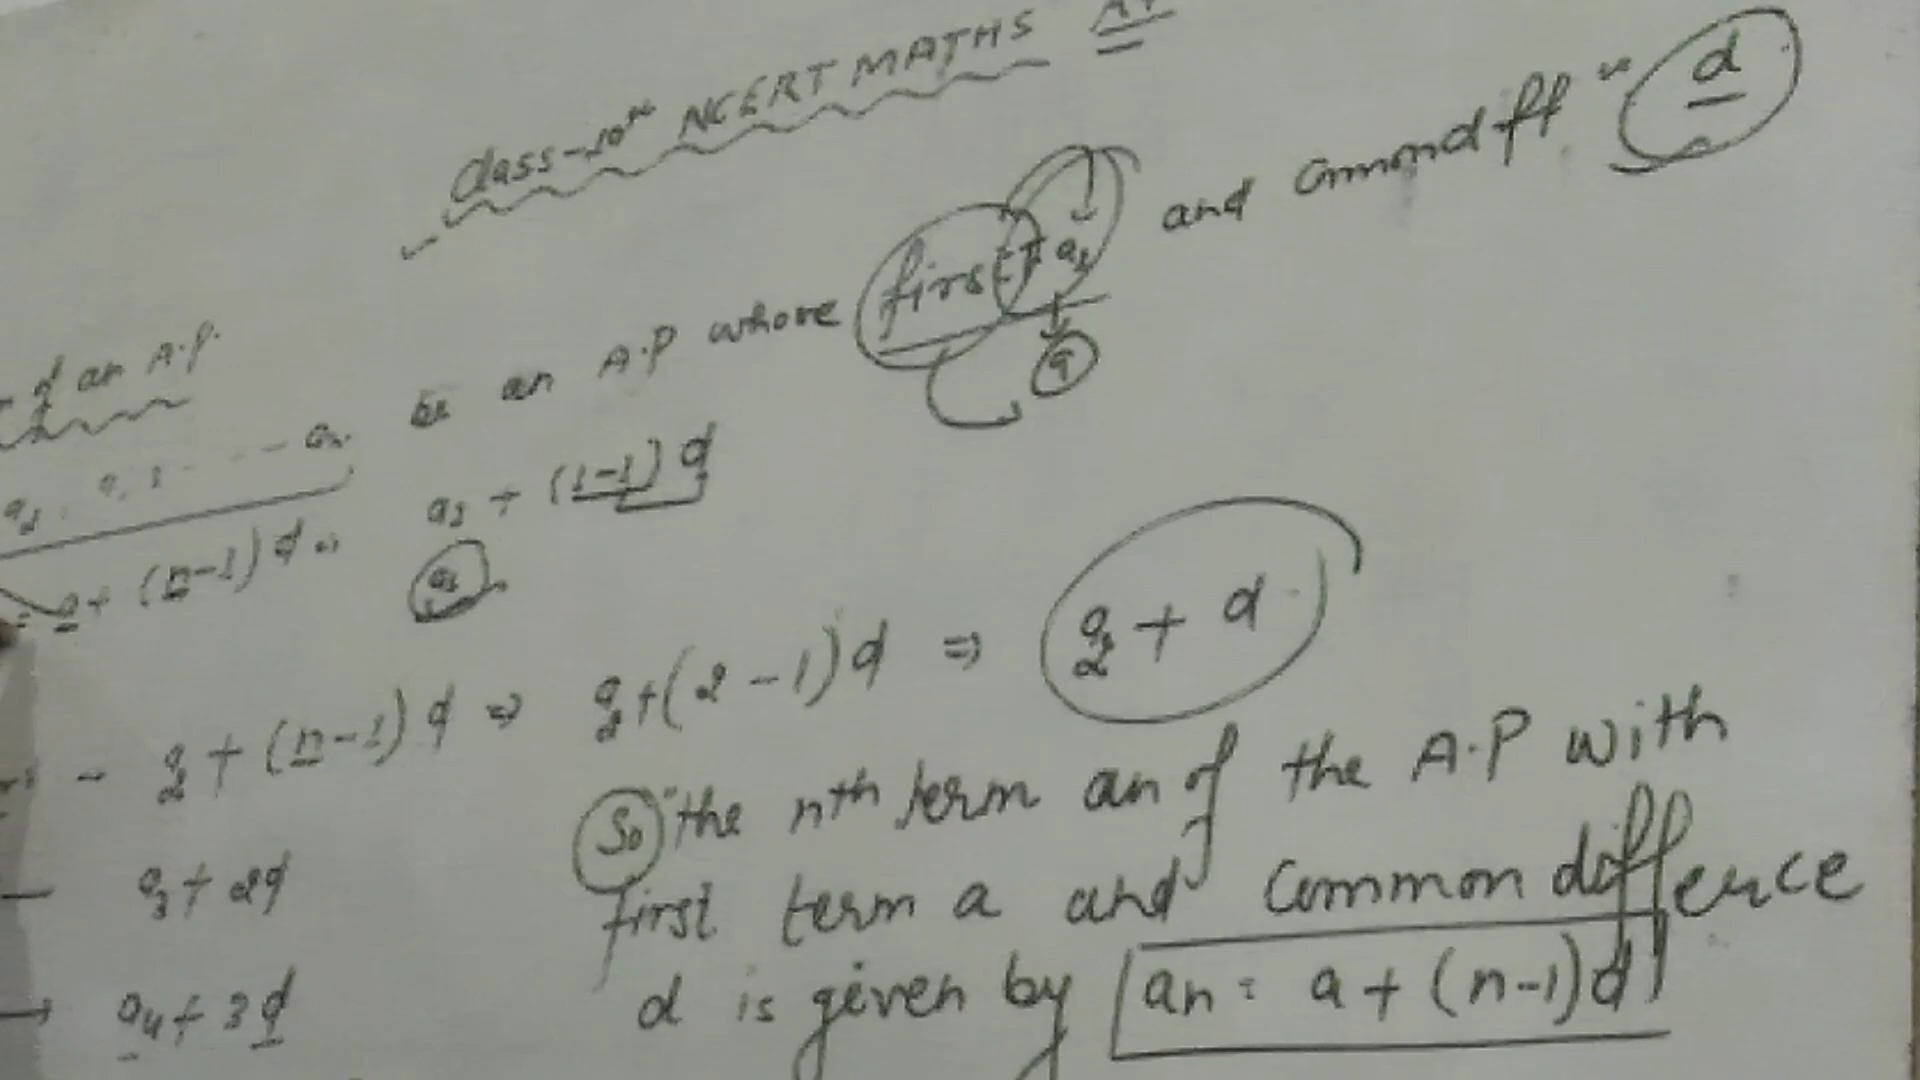 Class-10th NCERT MATHS
an A.P.
an be an A.P whose first a1 and common diff "d
a
+ (n-1) d = a1 + (1-1) d
a1
a2 + (n-1) d => a2 + (2-1)d => a2 + d
So the nth term an of the A.P with
a3 + 2d
first term a and common diffence
a4 + 3d
d is given by an = a + (n-1)d